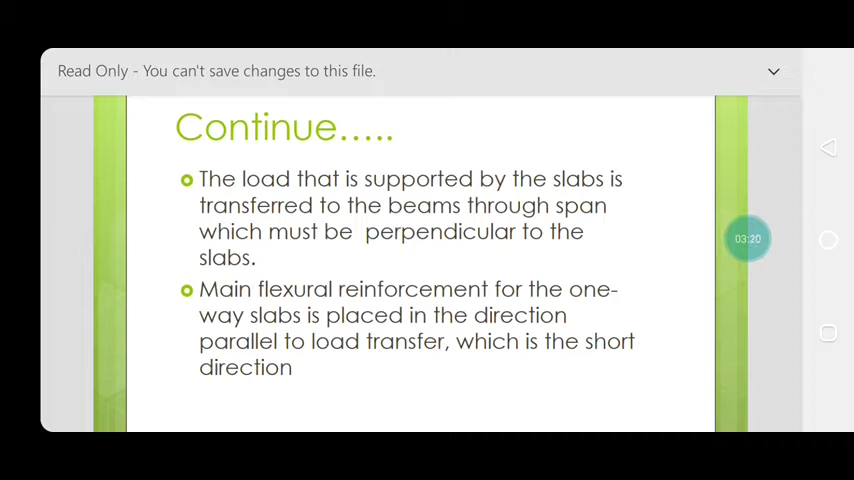 Read Only - You can't save changes to this file.
Continue.....
The load that is supported by the slabs is
transferred to the beams through span
which must be perpendicular to the
slabs.
Main flexural reinforcement for the one-
way slabs is placed in the direction
parallel to load transfer, which is the short
direction
03:20